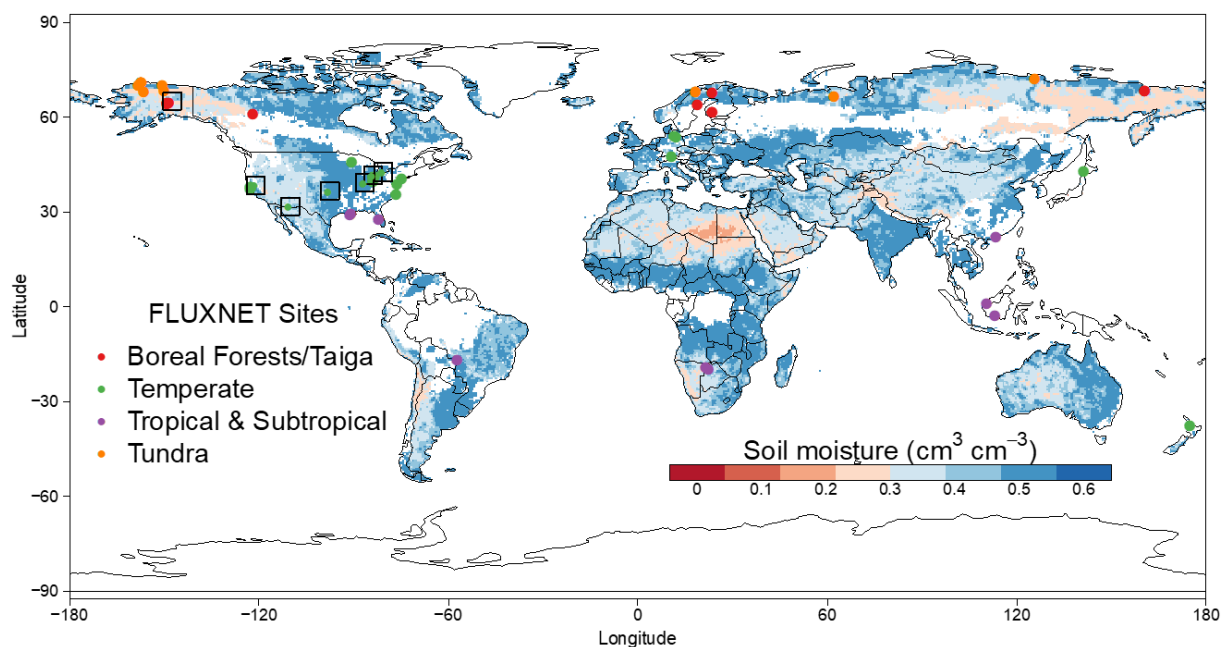 90
60
30
0
−30
−60
−90
Latitude
FLUXNET Sites
Boreal Forests/Taiga
Temperate
Tropical & Subtropical
Tundra
Soil moisture (cm³ cm⁻³)
0 0.1 0.2 0.3 0.4 0.5 0.6
−180 −120 −60 0 60 120 180
Longitude